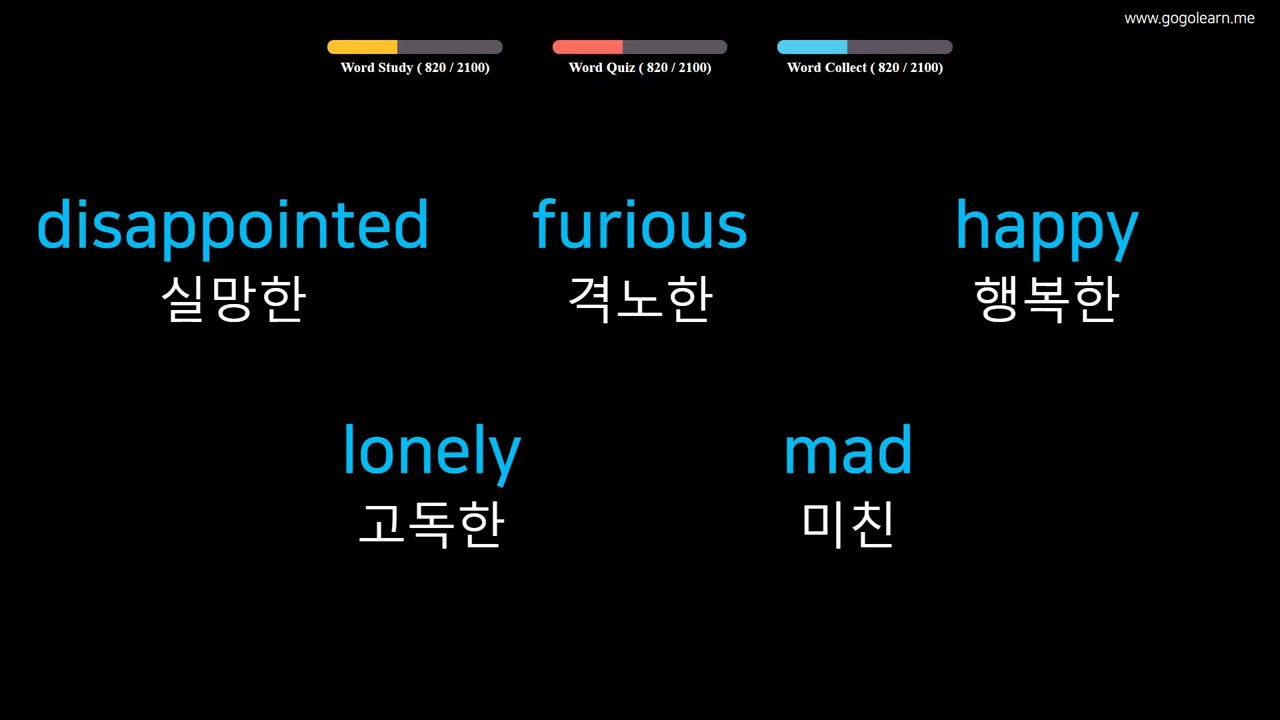 www.gogolearn.me
Word Study ( 820 / 2100) Word Quiz ( 820 / 2100) Word Collect ( 820 / 2100)
disappointed furious happy
실망한 격노한 행복한
lonely mad
고독한 미친